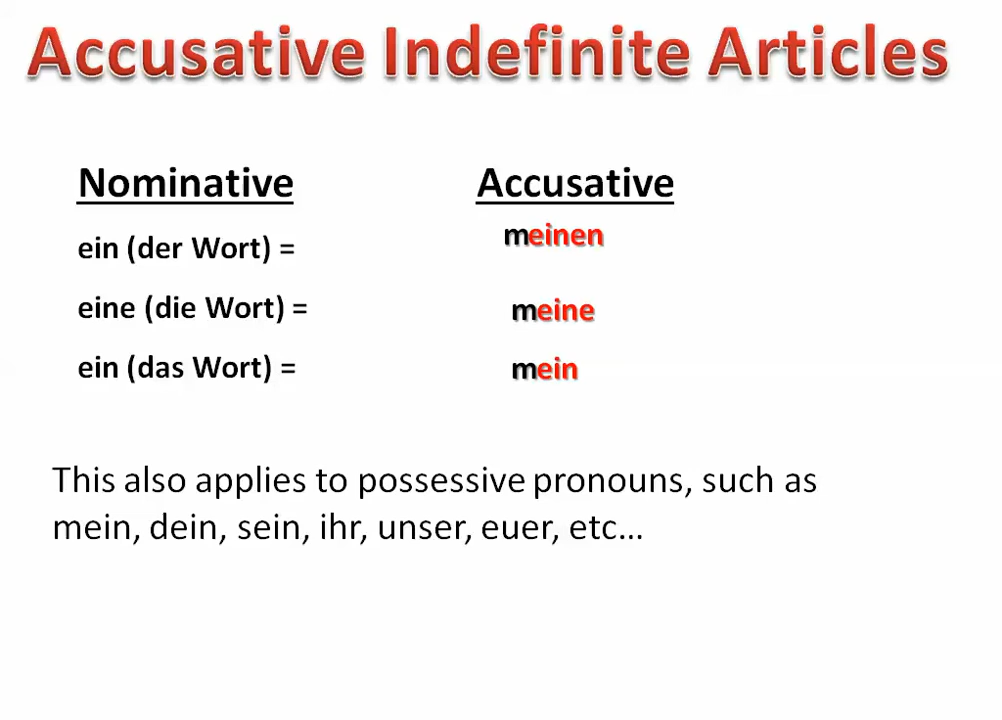 Accusative Indefinite Articles
Nominative Accusative
ein (der Wort) = meinen
eine (die Wort) = meine
ein (das Wort) = mein
This also applies to possessive pronouns, such as
mein, dein, sein, ihr, unser, euer, etc...